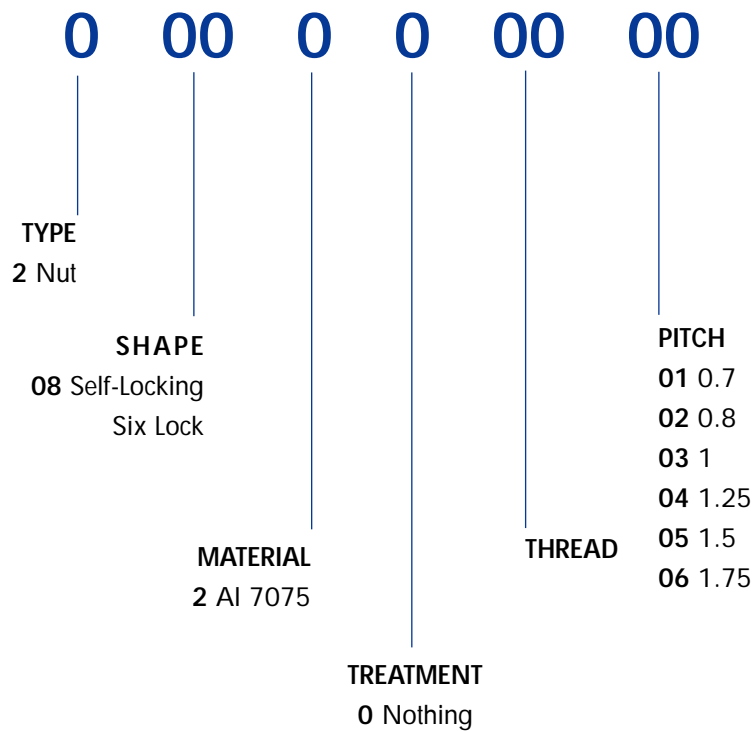 0 00 0 0 00 00
TYPE
2 Nut
SHAPE
08 Self-Locking
Six Lock
MATERIAL
2 Al 7075
TREATMENT
0 Nothing
THREAD
PITCH
01 0.7
02 0.8
03 1
04 1.25
05 1.5
06 1.75